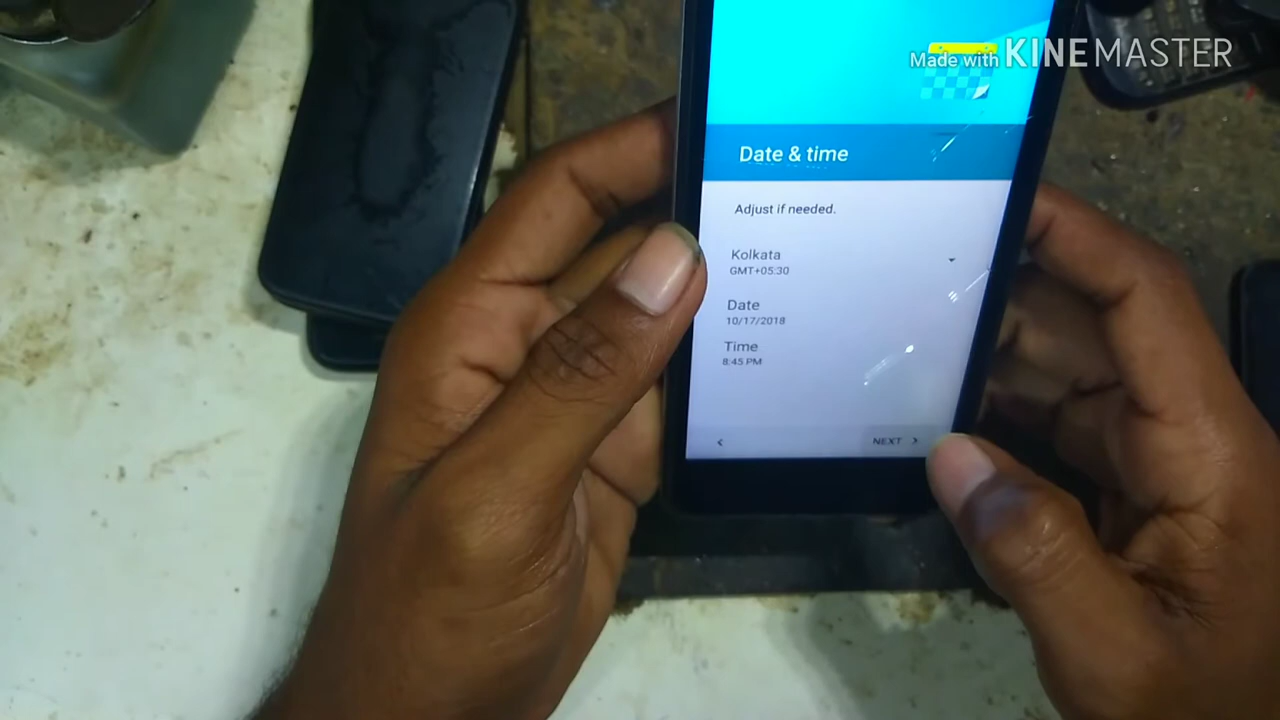 Made with KINEMASTER
Date & time
Adjust if needed.
Kolkata
GMT+05:30
Date
10/17/2018
Time
8:45 PM
NEXT